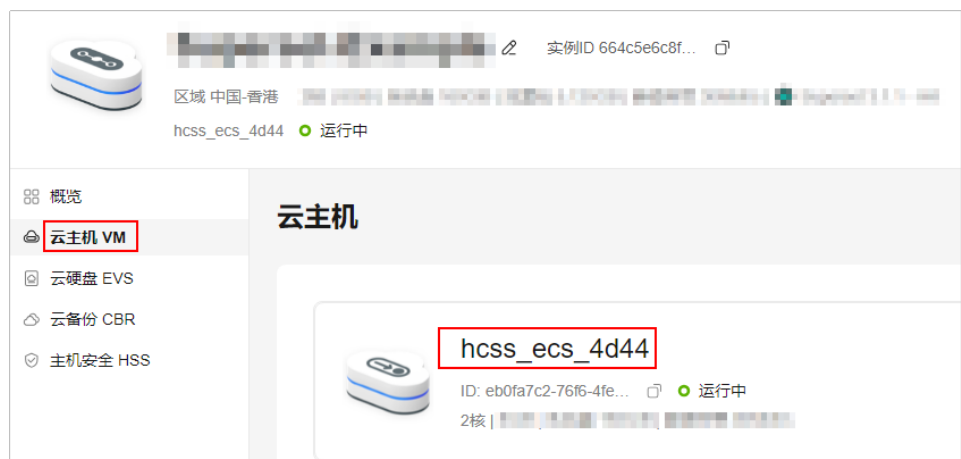 实例ID 664c5e6c8f...
区域 中国-香港
hcss_ecs_4d44 运行中
概览
云主机 VM
云硬盘 EVS
云备份 CBR
主机安全 HSS
云主机
hcss_ecs_4d44
ID: eb0fa7c2-76f6-4fe... 运行中
2核 |